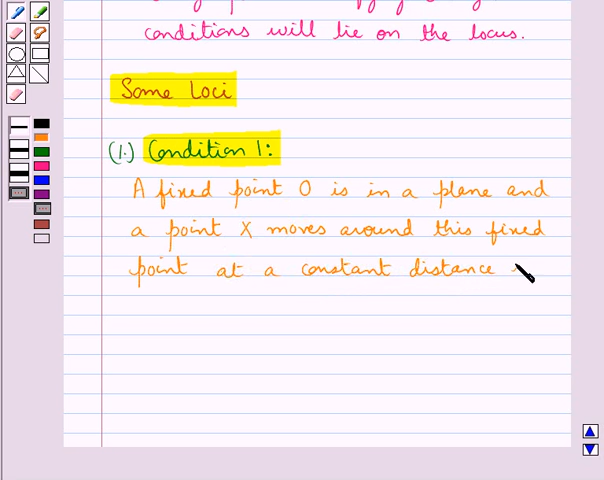 conditions will lie on the locus.
Some Loci
(1.) Condition 1:
A fixed point O is in a plane and
a point X moves around this fixed
point at a constant distance